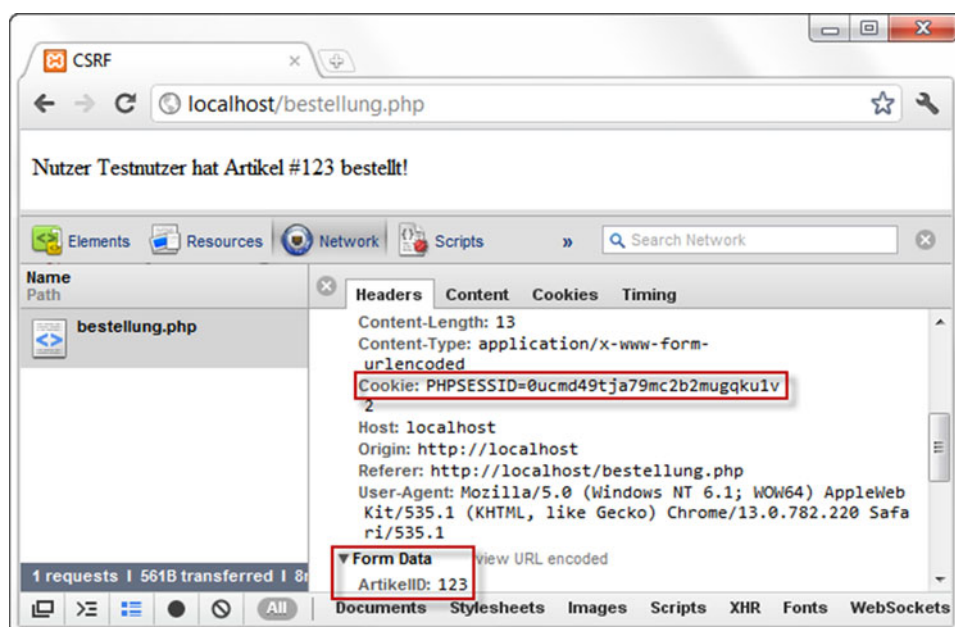 CSRF
localhost/bestellung.php
Nutzer Testnutzer hat Artikel #123 bestellt!
Elements Resources Network Scripts » Search Network
Name
Path
bestellung.php
Headers Content Cookies Timing
Content-Length: 13
Content-Type: application/x-www-form-
urlencoded
Cookie: PHPSESSID=0ucmd49tja79mc2b2mugqku1v
2
Host: localhost
Origin: http://localhost
Referer: http://localhost/bestellung.php
User-Agent: Mozilla/5.0 (Windows NT 6.1; WOW64) AppleWeb
Kit/535.1 (KHTML, like Gecko) Chrome/13.0.782.220 Safa
ri/535.1
Form Data view URL encoded
ArtikelID: 123
1 requests | 561B transferred |
All Documents Stylesheets Images Scripts XHR Fonts WebSockets